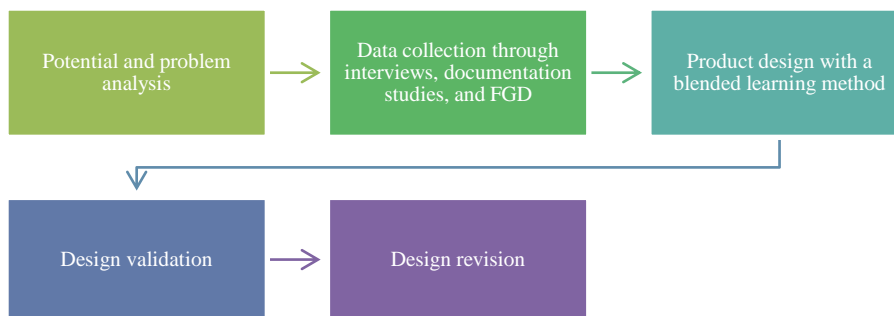 Potential and problem
analysis
Data collection through
interviews, documentation
studies, and FGD
Product design with a
blended learning method
Design validation
Design revision